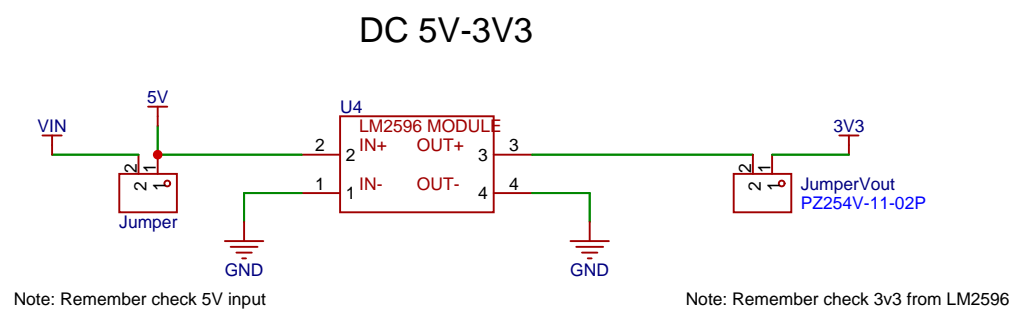 DC 5V-3V3
5V
VIN
U4
LM2596 MODULE
3V3
2 2 IN+ OUT+ 3 3
1 1 IN- OUT- 4 4
2 1
2 1
Jumper
2 1
2 1
JumperVout
PZ254V-11-02P
GND
GND
Note: Remember check 5V input
Note: Remember check 3v3 from LM2596